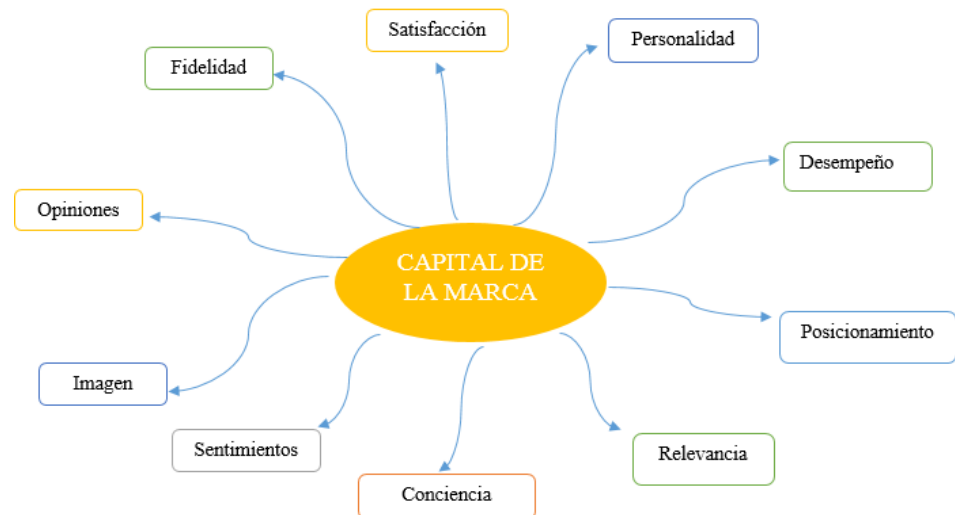 Satisfacción
Personalidad
Fidelidad
Desempeño
Opiniones
CAPITAL DE
LA MARCA
Posicionamiento
Imagen
Sentimientos
Relevancia
Conciencia